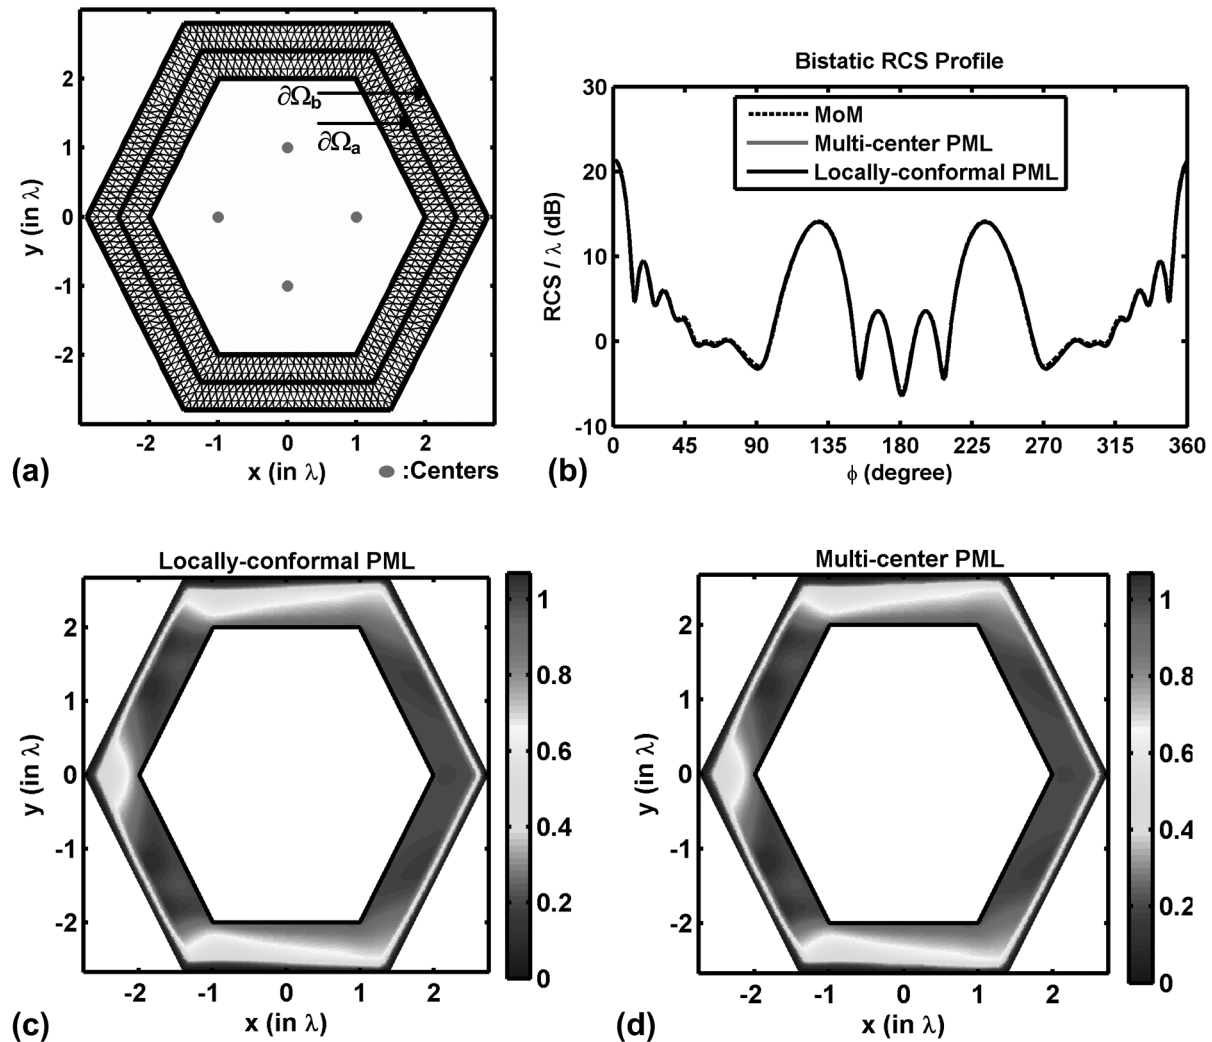 2
1
0
-1
-2
y (in λ)
∂Ωb
∂Ωa
-2 -1 0 1 2
x (in λ)
:Centers
(a)
Bistatic RCS Profile
30
20
10
0
-10
RCS / λ (dB)
MoM
Multi-center PML
Locally-conformal PML
0 45 90 135 180 225 270 315 360
ϕ (degree)
(b)
Locally-conformal PML
2
1
0
-1
-2
y (in λ)
-2 -1 0 1 2
x (in λ)
1
0.8
0.6
0.4
0.2
0
(c)
Multi-center PML
2
1
0
-1
-2
y (in λ)
-2 -1 0 1 2
x (in λ)
1
0.8
0.6
0.4
0.2
0
(d)